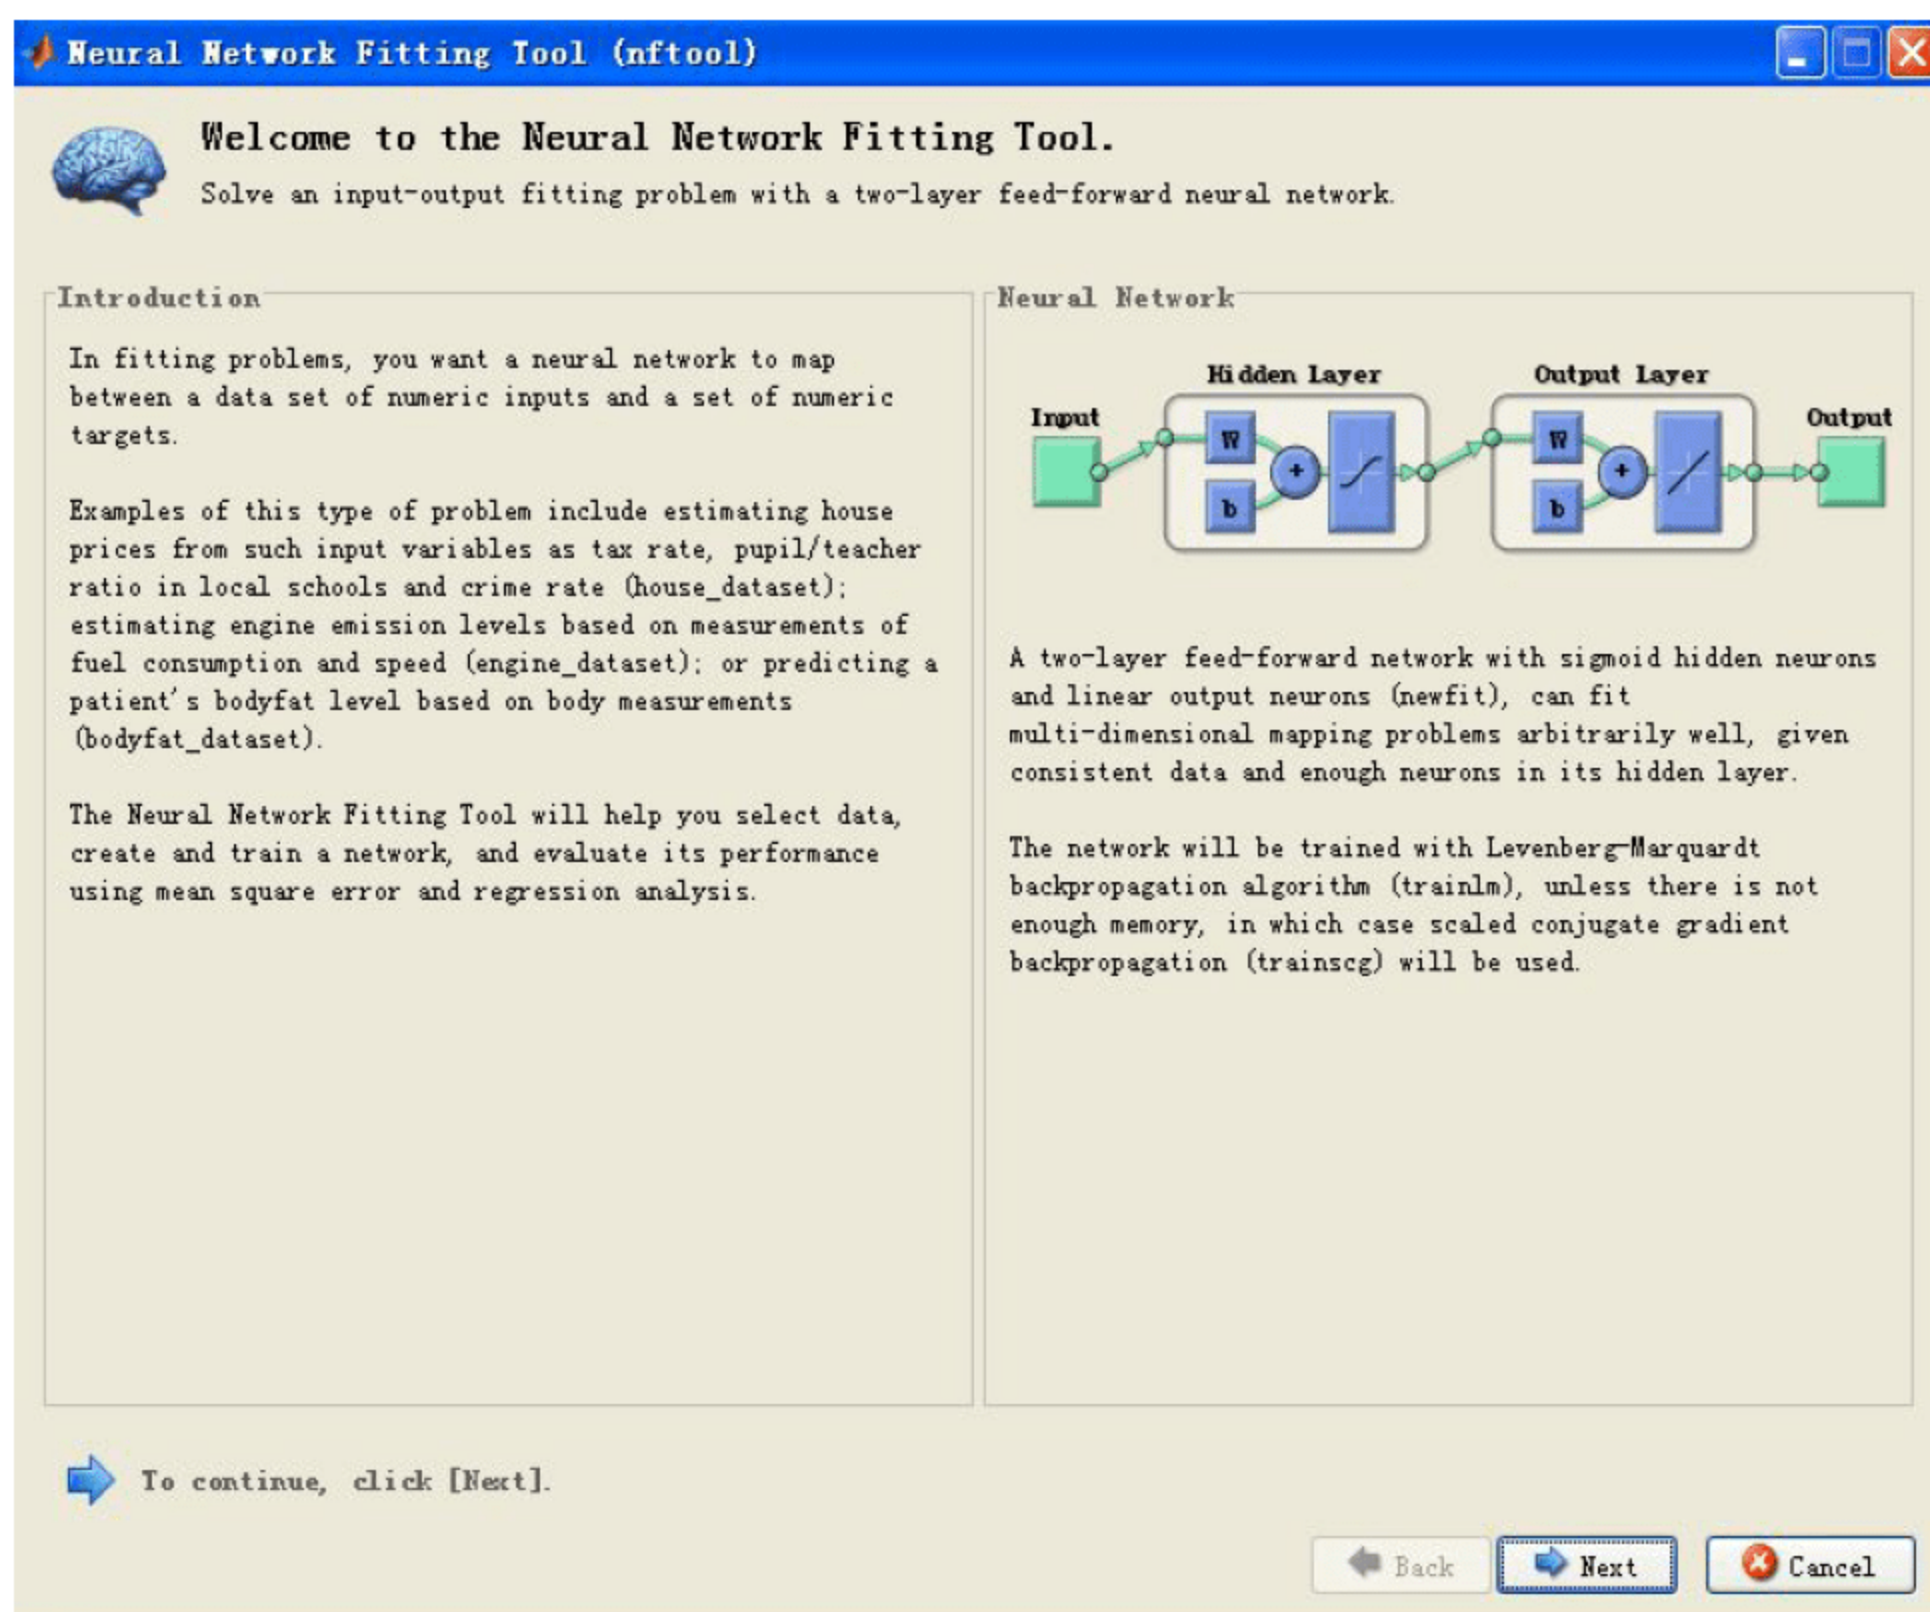 Neural Network Fitting Tool (nftool)
Welcome to the Neural Network Fitting Tool.
Solve an input-output fitting problem with a two-layer feed-forward neural network.
Introduction
In fitting problems, you want a neural network to map
between a data set of numeric inputs and a set of numeric
targets.
Examples of this type of problem include estimating house
prices from such input variables as tax rate, pupil/teacher
ratio in local schools and crime rate (house_dataset);
estimating engine emission levels based on measurements of
fuel consumption and speed (engine_dataset); or predicting a
patient's bodyfat level based on body measurements
(bodyfat_dataset).
The Neural Network Fitting Tool will help you select data,
create and train a network, and evaluate its performance
using mean square error and regression analysis.
Neural Network
Hidden Layer
Output Layer
Input
Output
W
W
+
+
b
b
A two-layer feed-forward network with sigmoid hidden neurons
and linear output neurons (newfit), can fit
multi-dimensional mapping problems arbitrarily well, given
consistent data and enough neurons in its hidden layer.
The network will be trained with Levenberg-Marquardt
backpropagation algorithm (trainlm), unless there is not
enough memory, in which case scaled conjugate gradient
backpropagation (trainscg) will be used.
To continue, click [Next].
Back
Next
Cancel